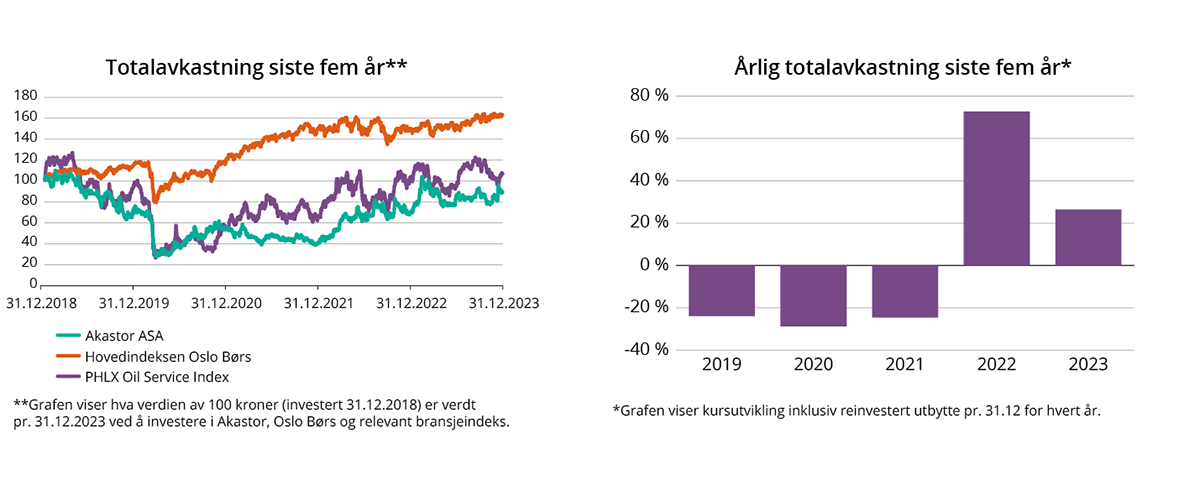 Totalavkastning siste fem år**
180
160
140
120
100
80
60
40
20
0
31.12.2018 31.12.2019 31.12.2020 31.12.2021 31.12.2022 31.12.2023
Akastor ASA
Hovedindeksen Oslo Børs
PHLX Oil Service Index
**Grafen viser hva verdien av 100 kroner (investert 31.12.2018) er verdt
pr. 31.12.2023 ved å investere i Akastor, Oslo Børs og relevant bransjeindeks.
Årlig totalavkastning siste fem år*
80 %
60 %
40 %
20 %
0 %
-20 %
-40 %
2019 2020 2021 2022 2023
*Grafen viser kursutvikling inklusiv reinvestert utbytte pr. 31.12 for hvert år.